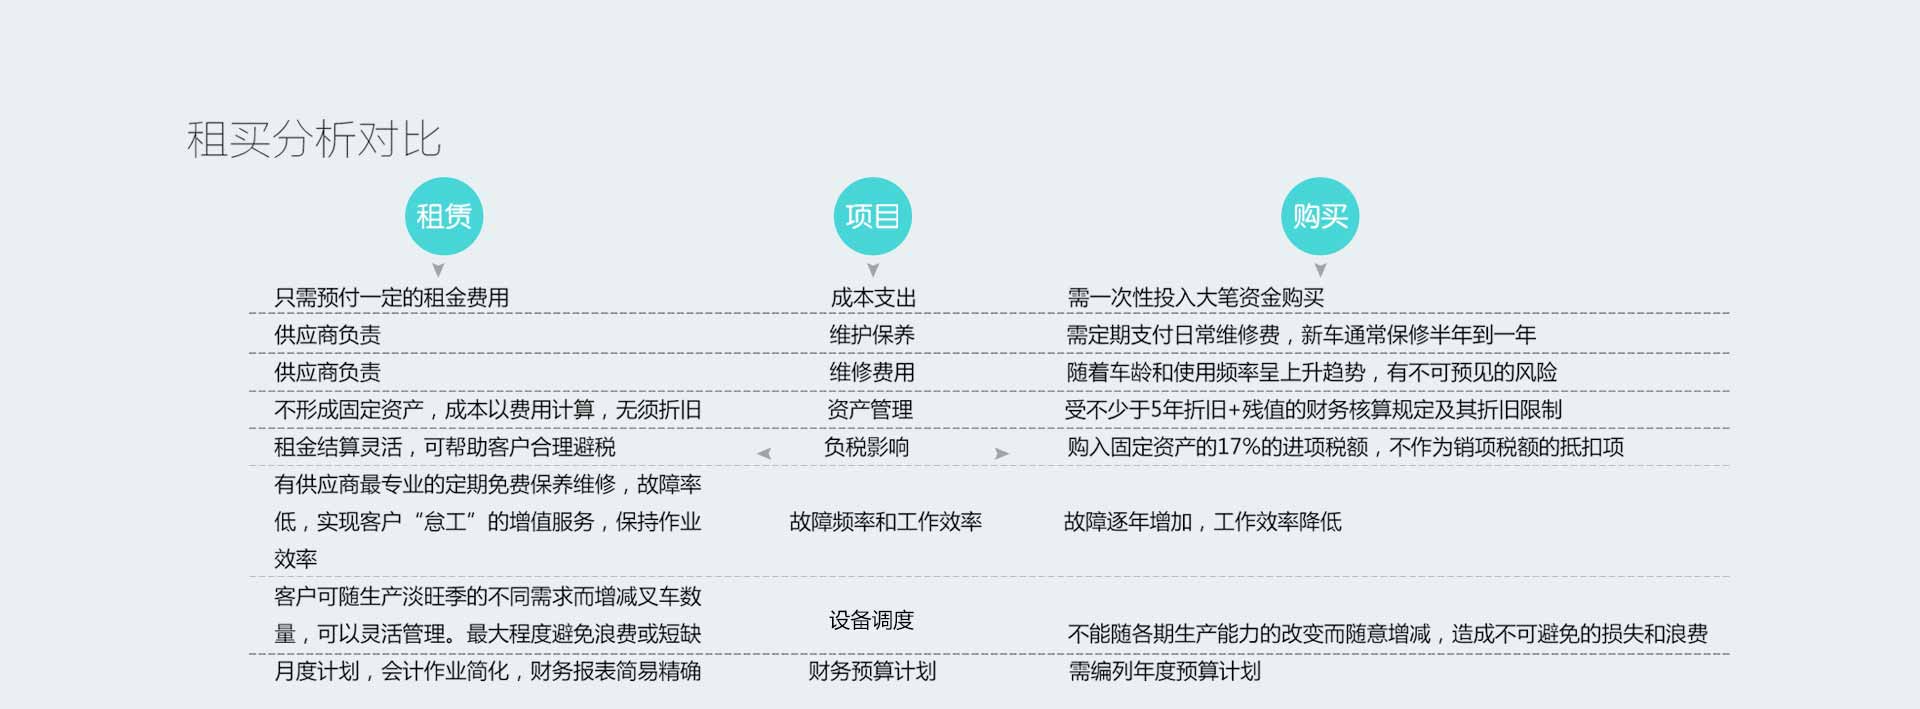 租买分析对比
租赁 项目 购买
只需预付一定的租金费用 成本支出 需一次性投入大笔资金购买
供应商负责 维护保养 需定期支付日常维修费，新车通常保修半年到一年
供应商负责 维修费用 随着车龄和使用频率呈上升趋势，有不可预见的风险
不形成固定资产，成本以费用计算，无须折旧 资产管理 受不少于5年折旧+残值的财务核算规定及其折旧限制
租金结算灵活，可帮助客户合理避税 负税影响 购入固定资产的17%的进项税额，不作为销项税额的抵扣项
有供应商最专业的定期免费保养维修，故障率
低，实现客户“怠工”的增值服务，保持作业 故障频率和工作效率 故障逐年增加，工作效率降低
效率
客户可随生产淡旺季的不同需求而增减叉车数
设备调度
量，可以灵活管理。最大程度避免浪费或短缺 不能随各期生产能力的改变而随意增减，造成不可避免的损失和浪费
月度计划，会计作业简化，财务报表简易精确 财务预算计划 需编列年度预算计划